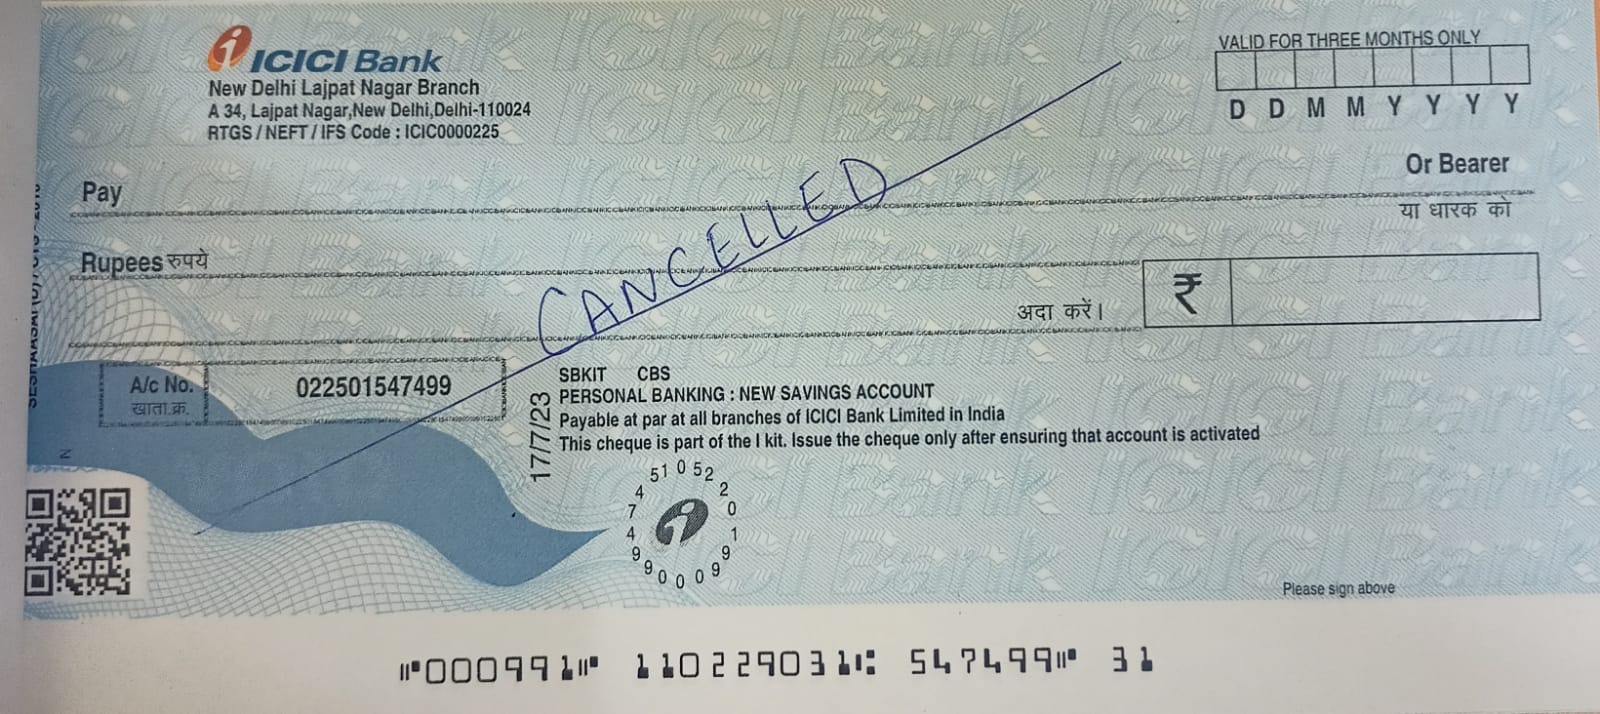 ICICI Bank
New Delhi Lajpat Nagar Branch
A 34, Lajpat Nagar,New Delhi,Delhi-110024
RTGS / NEFT / IFS Code : ICIC0000225
VALID FOR THREE MONTHS ONLY
D D M M Y Y Y Y
Pay
Or Bearer
या धारक को
CANCELLED
Rupees रुपये
अदा करें।
₹
A/c No.
खाता.क्र.
022501547499
17/7/23
SBKIT CBS
PERSONAL BANKING : NEW SAVINGS ACCOUNT
Payable at par at all branches of ICICI Bank Limited in India
This cheque is part of the I kit. Issue the cheque only after ensuring that account is activated
Please sign above
000991 110229031 547499 31